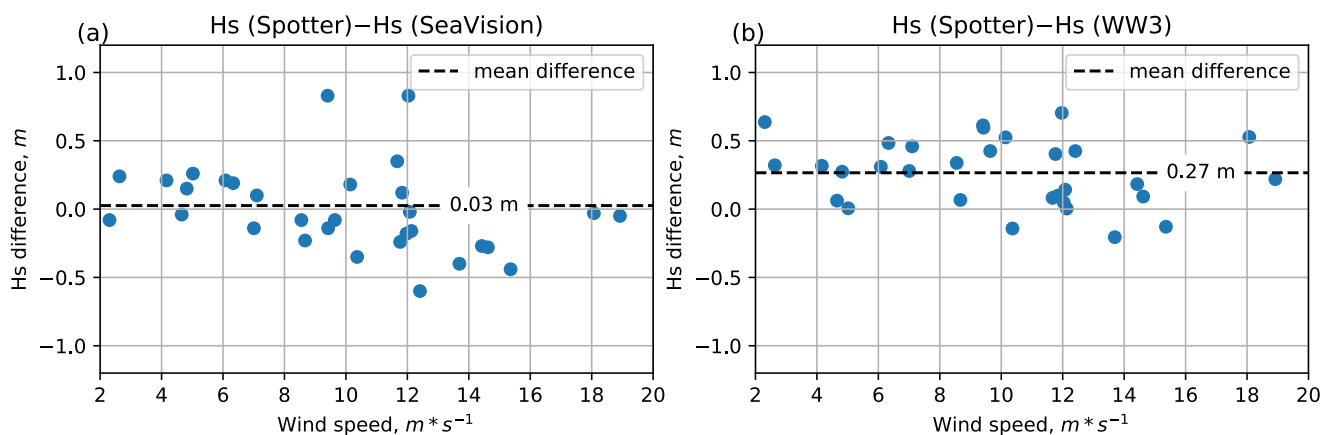 (a)
Hs (Spotter)−Hs (SeaVision)
1.0
0.5
0.0
−0.5
−1.0
Hs difference, m
mean difference
0.03 m
2 4 6 8 10 12 14 16 18 20
Wind speed, m * s⁻¹
(b)
Hs (Spotter)−Hs (WW3)
1.0
0.5
0.0
−0.5
−1.0
Hs difference, m
mean difference
0.27 m
2 4 6 8 10 12 14 16 18 20
Wind speed, m * s⁻¹